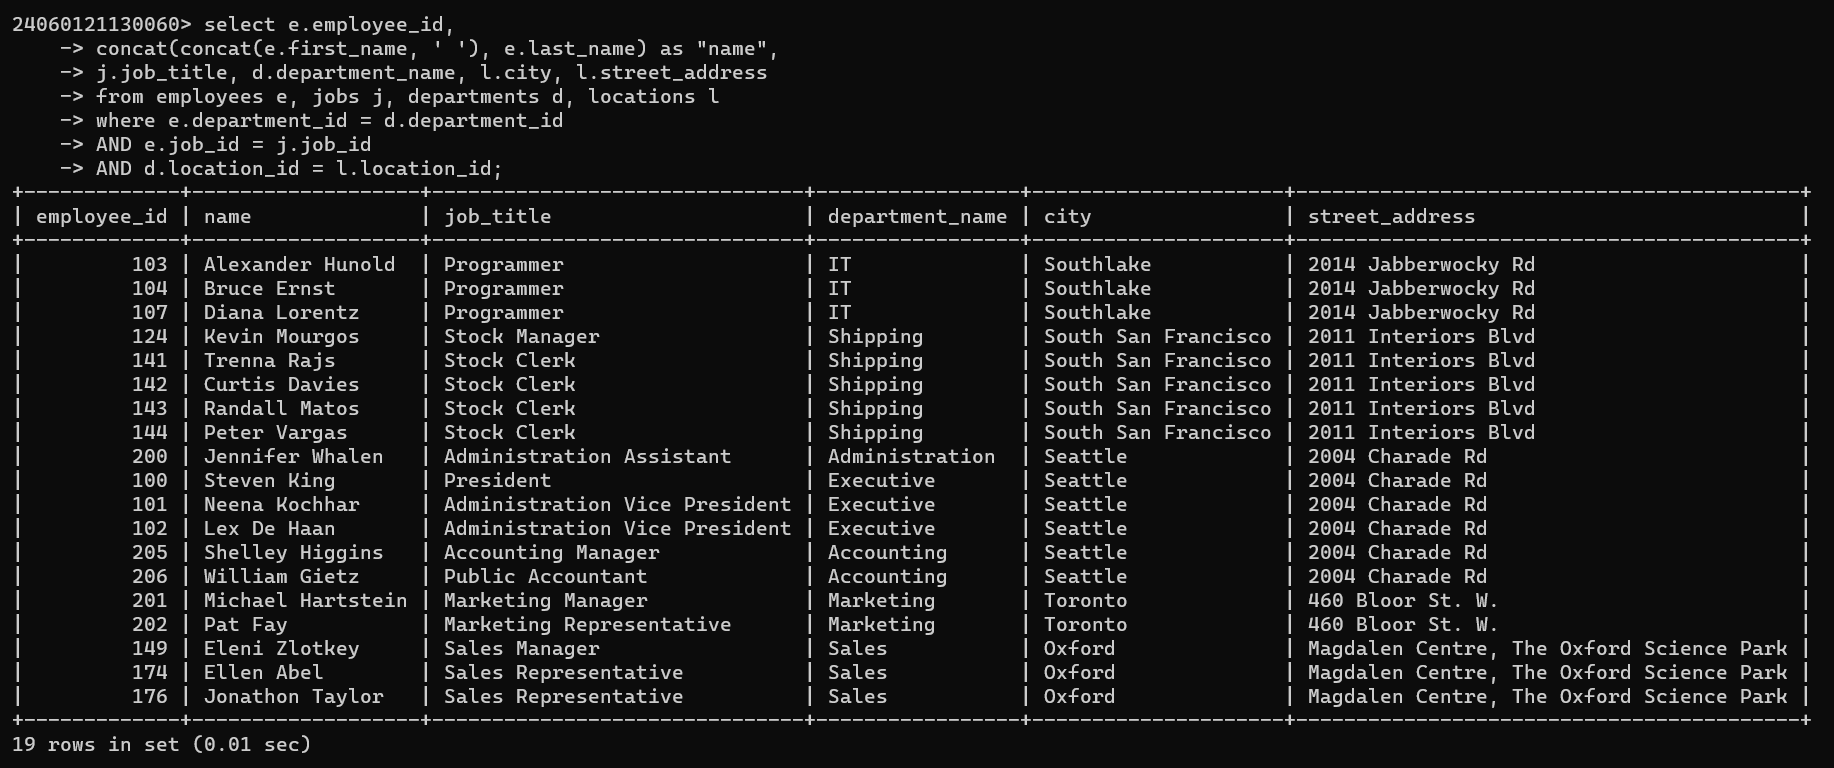 24060121130060> select e.employee_id,
    -> concat(concat(e.first_name, ' '), e.last_name) as "name",
    -> j.job_title, d.department_name, l.city, l.street_address
    -> from employees e, jobs j, departments d, locations l
    -> where e.department_id = d.department_id
    -> AND e.job_id = j.job_id
    -> AND d.location_id = l.location_id;
+-------------+-------------------+--------------------------------+-----------------+---------------------+------------------------------------------+
| employee_id | name              | job_title                     | department_name | city                | street_address                           |
+-------------+-------------------+--------------------------------+-----------------+---------------------+------------------------------------------+
|         103 | Alexander Hunold  | Programmer                    | IT              | Southlake           | 2014 Jabberwocky Rd                      |
|         104 | Bruce Ernst       | Programmer                    | IT              | Southlake           | 2014 Jabberwocky Rd                      |
|         107 | Diana Lorentz     | Programmer                    | IT              | Southlake           | 2014 Jabberwocky Rd                      |
|         124 | Kevin Mourgos     | Stock Manager                 | Shipping        | South San Francisco | 2011 Interiors Blvd                      |
|         141 | Trenna Rajs       | Stock Clerk                   | Shipping        | South San Francisco | 2011 Interiors Blvd                      |
|         142 | Curtis Davies     | Stock Clerk                   | Shipping        | South San Francisco | 2011 Interiors Blvd                      |
|         143 | Randall Matos     | Stock Clerk                   | Shipping        | South San Francisco | 2011 Interiors Blvd                      |
|         144 | Peter Vargas      | Stock Clerk                   | Shipping        | South San Francisco | 2011 Interiors Blvd                      |
|         200 | Jennifer Whalen   | Administration Assistant      | Administration  | Seattle             | 2004 Charade Rd                          |
|         100 | Steven King       | President                     | Executive       | Seattle             | 2004 Charade Rd                          |
|         101 | Neena Kochhar     | Administration Vice President | Executive       | Seattle             | 2004 Charade Rd                          |
|         102 | Lex De Haan       | Administration Vice President | Executive       | Seattle             | 2004 Charade Rd                          |
|         205 | Shelley Higgins   | Accounting Manager            | Accounting      | Seattle             | 2004 Charade Rd                          |
|         206 | William Gietz     | Public Accountant             | Accounting      | Seattle             | 2004 Charade Rd                          |
|         201 | Michael Hartstein | Marketing Manager             | Marketing       | Toronto             | 460 Bloor St. W.                         |
|         202 | Pat Fay           | Marketing Representative      | Marketing       | Toronto             | 460 Bloor St. W.                         |
|         149 | Eleni Zlotkey     | Sales Manager                 | Sales           | Oxford              | Magdalen Centre, The Oxford Science Park |
|         174 | Ellen Abel        | Sales Representative          | Sales           | Oxford              | Magdalen Centre, The Oxford Science Park |
|         176 | Jonathon Taylor   | Sales Representative          | Sales           | Oxford              | Magdalen Centre, The Oxford Science Park |
+-------------+-------------------+--------------------------------+-----------------+---------------------+------------------------------------------+
19 rows in set (0.01 sec)